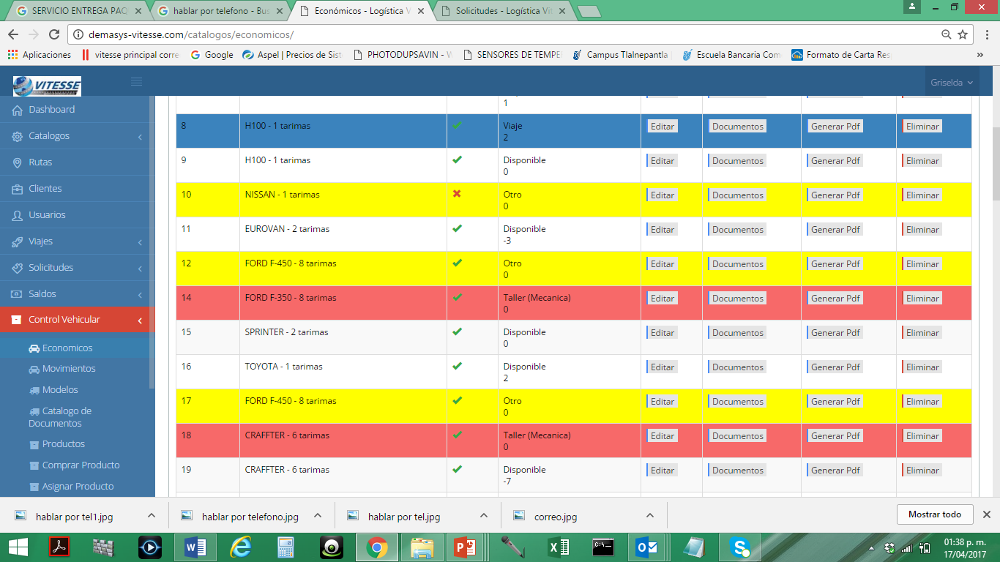 SERVICIO ENTREGA PAQ
hablar por telefono - Bus
Económicos - Logística V
Solicitudes - Logística Vit
demasys-vitesse.com/catalogos/economicos/
Aplicaciones
vitesse principal corre
Google
Aspel | Precios de Sist
PHOTODUPSAVIN - W
SENSORES DE TEMPE
Campus Tlalnepantla |
Escuela Bancaria Com
Formato de Carta Res
»
VITESSE
Griselda
Dashboard
Catalogos
Rutas
Clientes
Usuarios
Viajes
Solicitudes
Saldos
Control Vehicular
Economicos
Movimientos
Modelos
Catalogo de
Documentos
Productos
Comprar Producto
Asignar Producto
1
8 H100 - 1 tarimas Viaje Editar Documentos Generar Pdf Eliminar
2
9 H100 - 1 tarimas Disponible Editar Documentos Generar Pdf Eliminar
0
10 NISSAN - 1 tarimas Otro Editar Documentos Generar Pdf Eliminar
0
11 EUROVAN - 2 tarimas Disponible Editar Documentos Generar Pdf Eliminar
-3
12 FORD F-450 - 8 tarimas Otro Editar Documentos Generar Pdf Eliminar
0
14 FORD F-350 - 8 tarimas Taller (Mecanica) Editar Documentos Generar Pdf Eliminar
0
15 SPRINTER - 2 tarimas Disponible Editar Documentos Generar Pdf Eliminar
0
16 TOYOTA - 1 tarimas Disponible Editar Documentos Generar Pdf Eliminar
2
17 FORD F-450 - 8 tarimas Otro Editar Documentos Generar Pdf Eliminar
0
18 CRAFFTER - 6 tarimas Taller (Mecanica) Editar Documentos Generar Pdf Eliminar
0
19 CRAFFTER - 6 tarimas Disponible Editar Documentos Generar Pdf Eliminar
-7
hablar por tel1.jpg
hablar por telefono.jpg
hablar por tel.jpg
correo.jpg
Mostrar todo
01:38 p. m.
17/04/2017